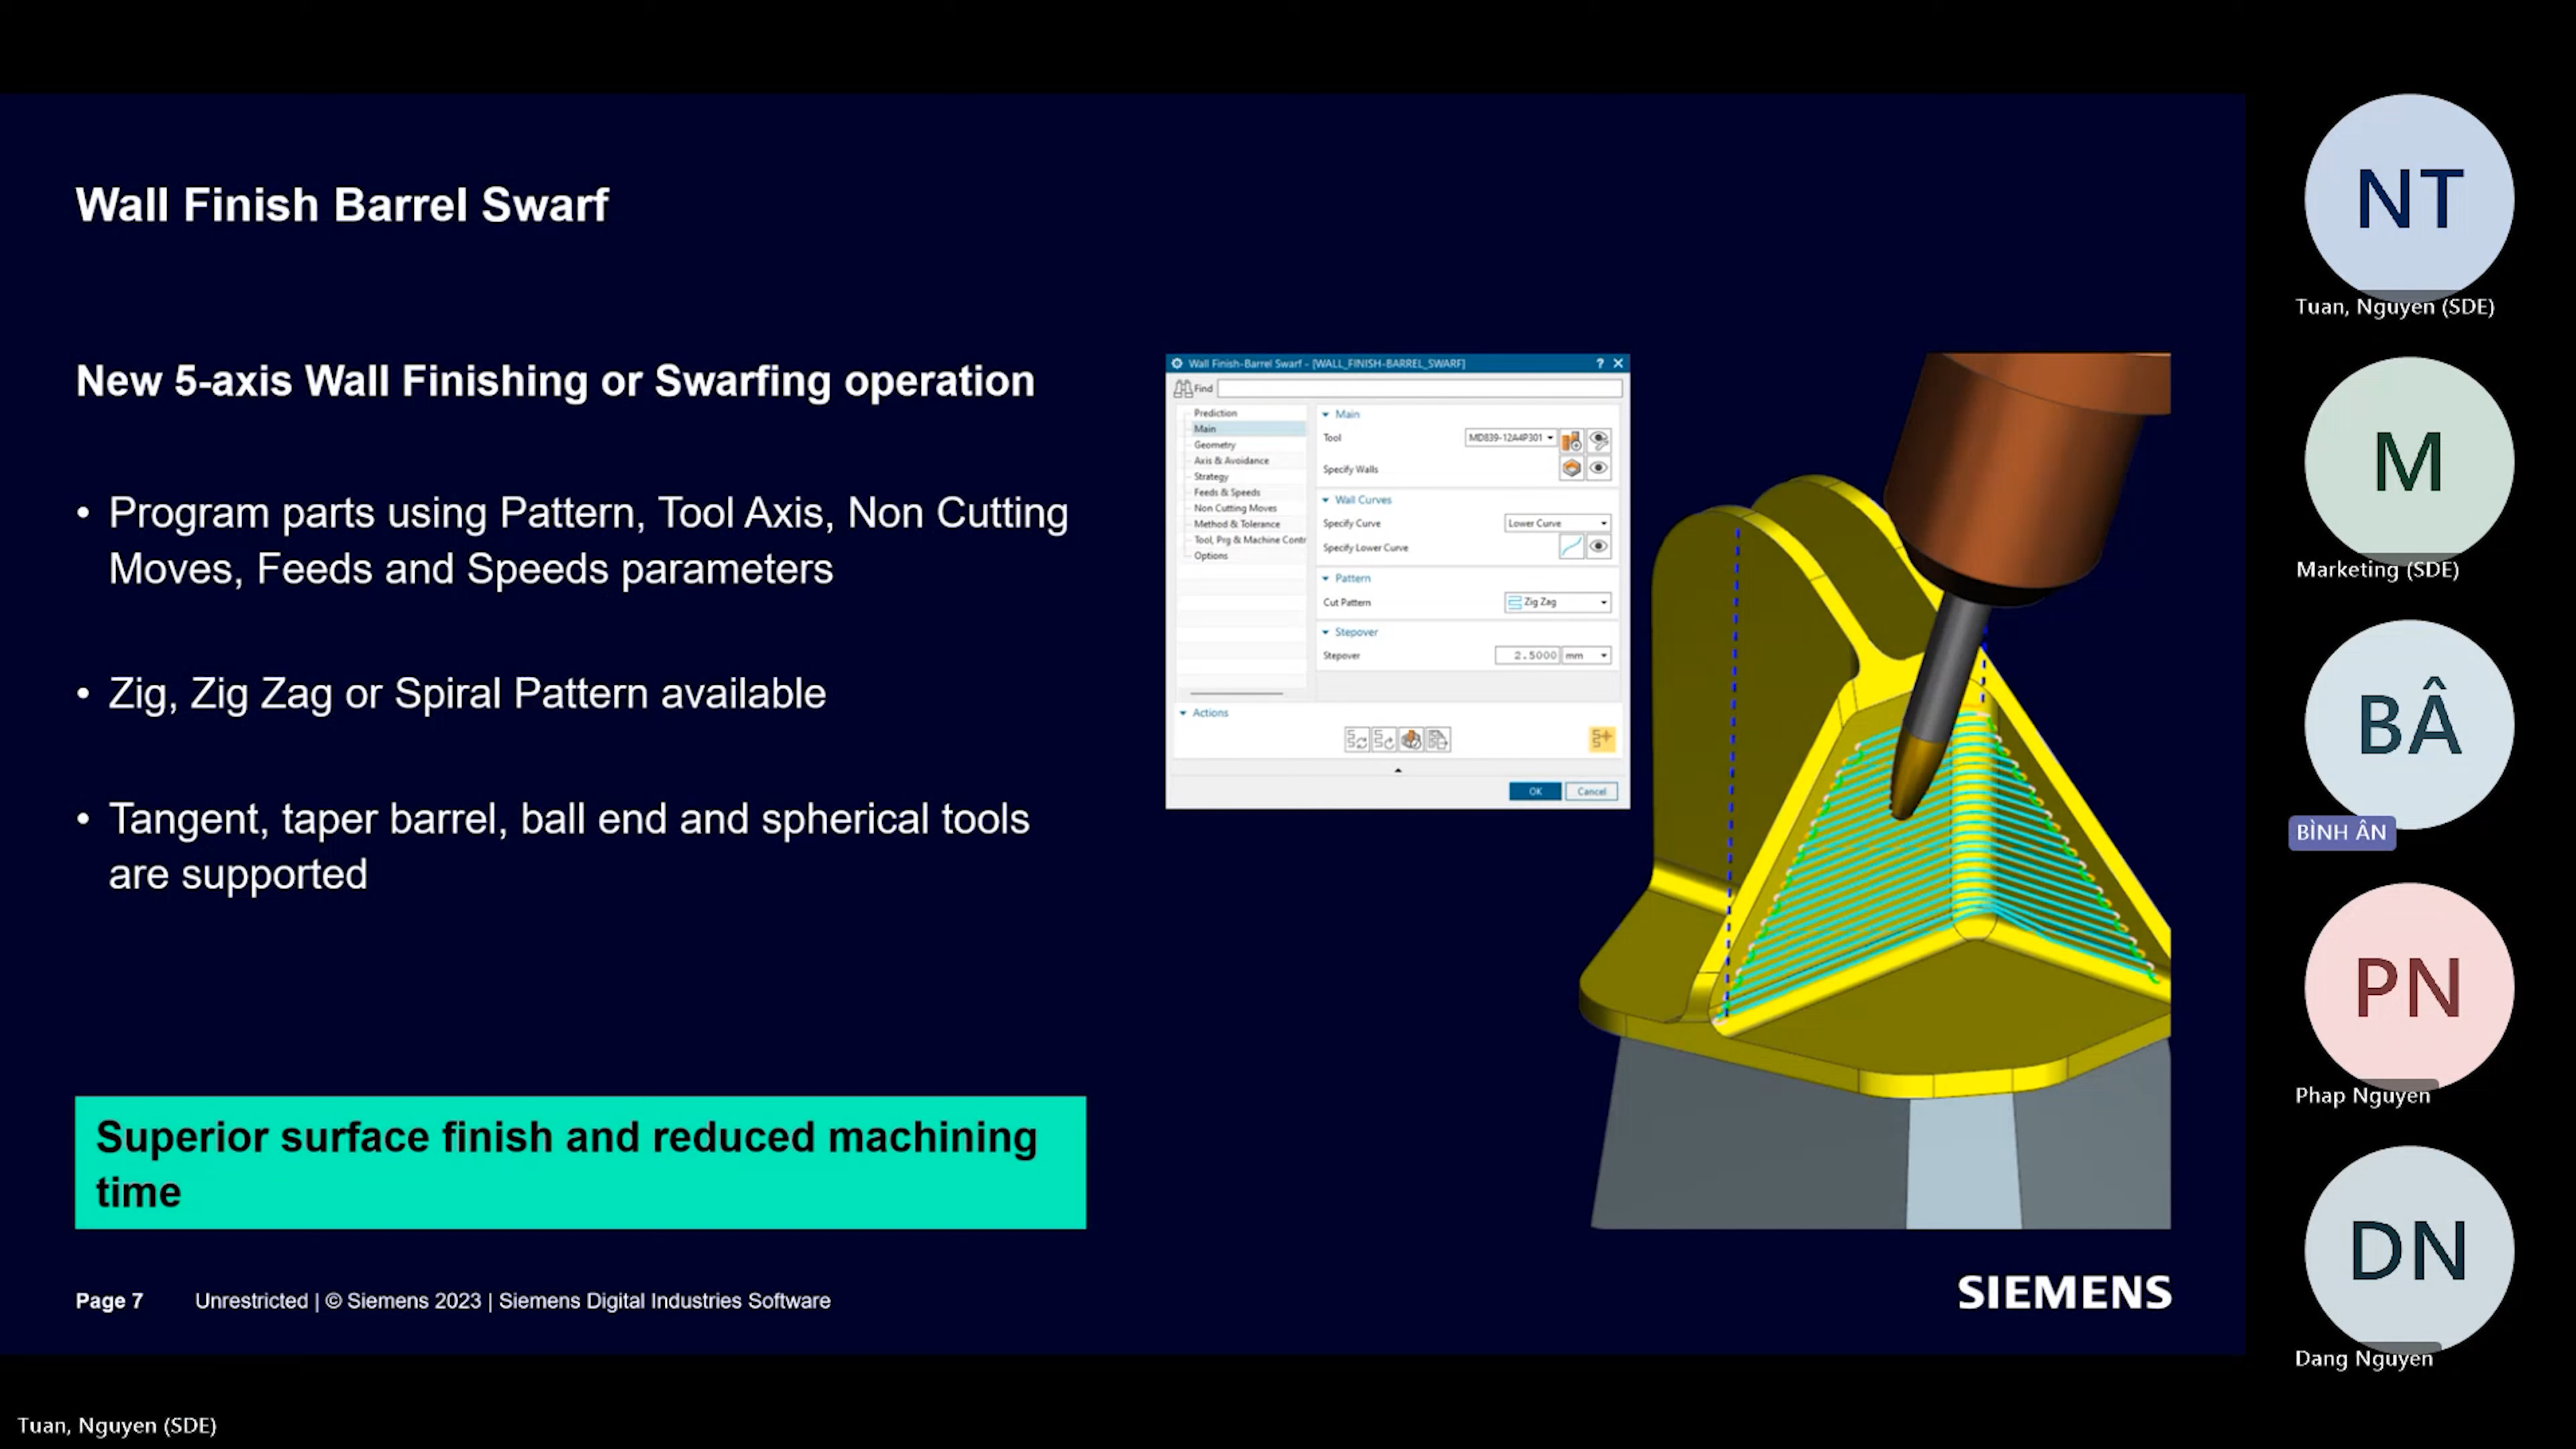 Wall Finish Barrel Swarf
New 5-axis Wall Finishing or Swarfing operation
• Program parts using Pattern, Tool Axis, Non Cutting
Moves, Feeds and Speeds parameters
• Zig, Zig Zag or Spiral Pattern available
• Tangent, taper barrel, ball end and spherical tools
are supported
Superior surface finish and reduced machining
time
Page 7 Unrestricted | © Siemens 2023 | Siemens Digital Industries Software
SIEMENS
Wall Finish-Barrel Swarf - [WALL_FINISH-BARREL_SWARF]
Find
Prediction
Main
Geometry
Axis & Avoidance
Strategy
Feeds & Speeds
Non Cutting Moves
Method & Tolerance
Tool, Prg & Machine Contr
Options
Main
Tool MD839-12A4P301
Specify Walls
Wall Curves
Specify Curve Lower Curve
Specify Lower Curve
Pattern
Cut Pattern Zig Zag
Stepover
Stepover 2.5000 mm
Actions
OK Cancel
NT
Tuan, Nguyen (SDE)
M
Marketing (SDE)
BÂ
BÌNH ÂN
PN
Phap Nguyen
DN
Dang Nguyen
Tuan, Nguyen (SDE)